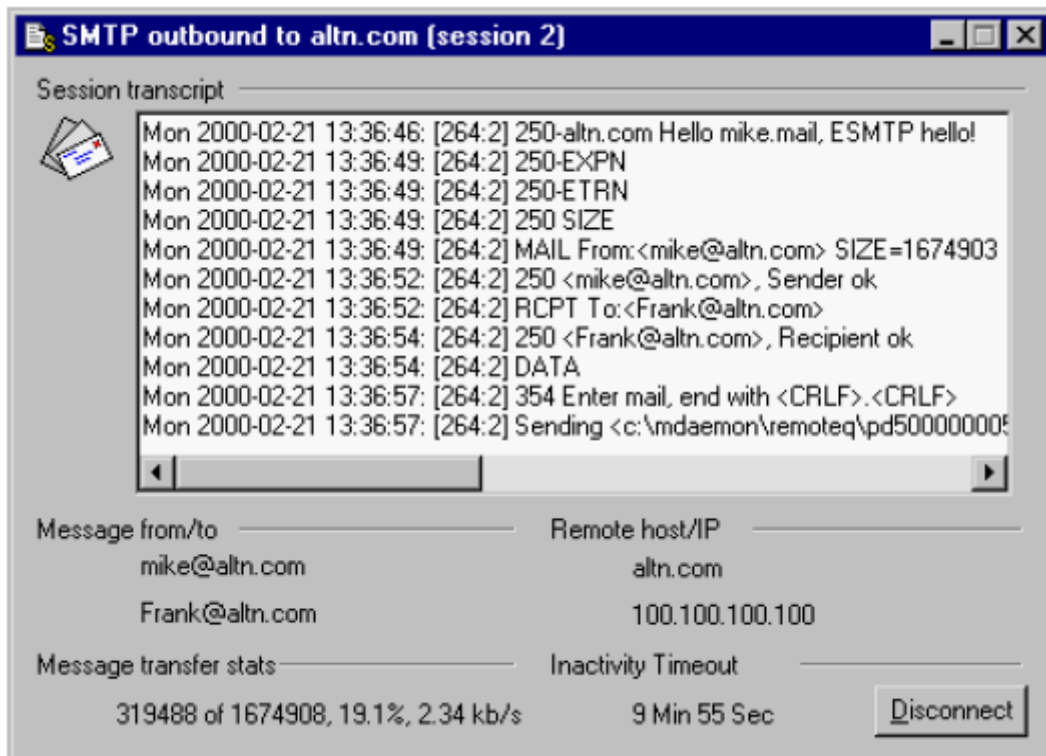 SMTP outbound to altn.com (session 2)
Session transcript
Mon 2000-02-21 13:36:46: [264:2] 250-altn.com Hello mike.mail, ESMTP hello!
Mon 2000-02-21 13:36:49: [264:2] 250-EXPN
Mon 2000-02-21 13:36:49: [264:2] 250-ETRN
Mon 2000-02-21 13:36:49: [264:2] 250 SIZE
Mon 2000-02-21 13:36:49: [264:2] MAIL From:<mike@altn.com> SIZE=1674903
Mon 2000-02-21 13:36:52: [264:2] 250 <mike@altn.com>, Sender ok
Mon 2000-02-21 13:36:52: [264:2] RCPT To:<Frank@altn.com>
Mon 2000-02-21 13:36:54: [264:2] 250 <Frank@altn.com>, Recipient ok
Mon 2000-02-21 13:36:54: [264:2] DATA
Mon 2000-02-21 13:36:57: [264:2] 354 Enter mail, end with <CRLF>.<CRLF>
Mon 2000-02-21 13:36:57: [264:2] Sending <c:\mdaemon\remoteq\pd500000005
Message from/to
mike@altn.com
Frank@altn.com
Remote host/IP
altn.com
100.100.100.100
Message transfer stats
319488 of 1674908, 19.1%, 2.34 kb/s
Inactivity Timeout
9 Min 55 Sec
Disconnect